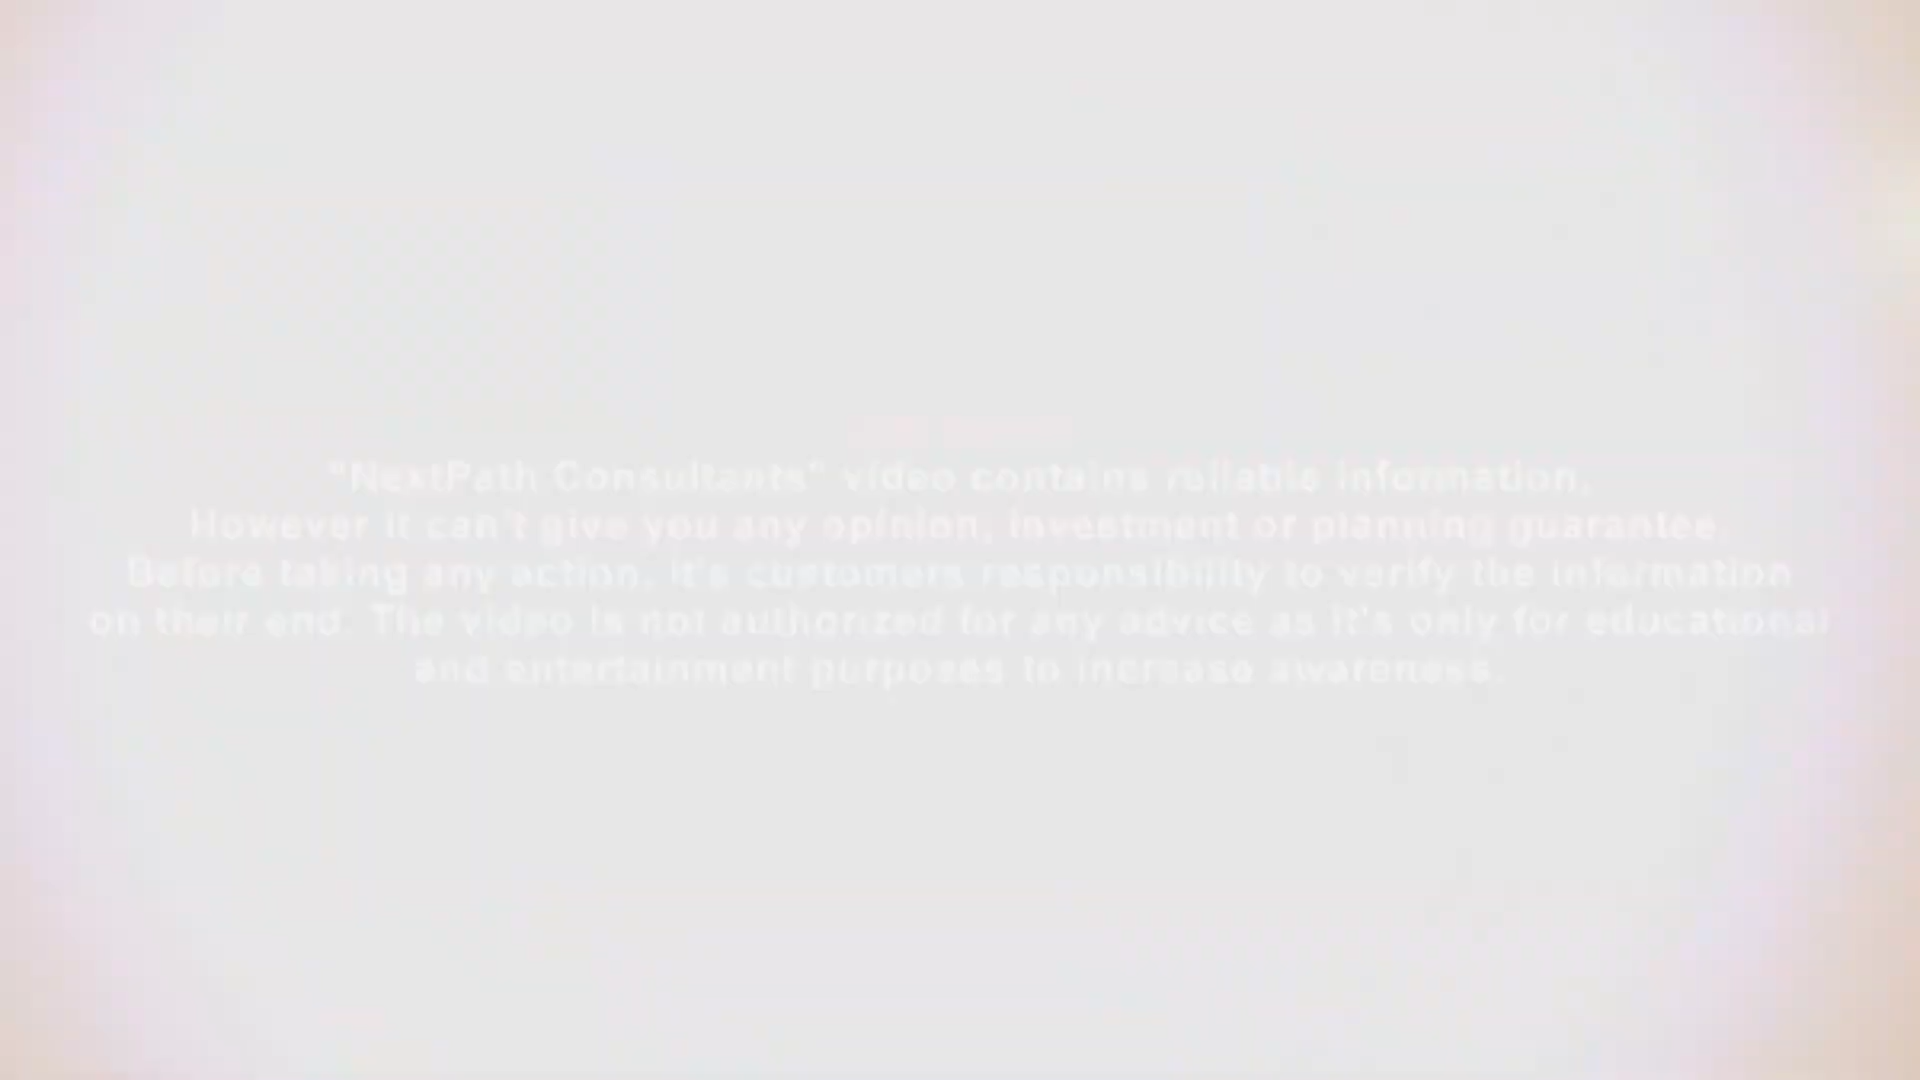 "NextPath Consultants" video contains reliable information.
However it can't give you any opinion, investment or planning guarantee.
Before taking any action, it's customers responsibility to verify the information
on their end. The video is not authorized for any advice as it's only for educational
and entertainment purposes to increase awareness.